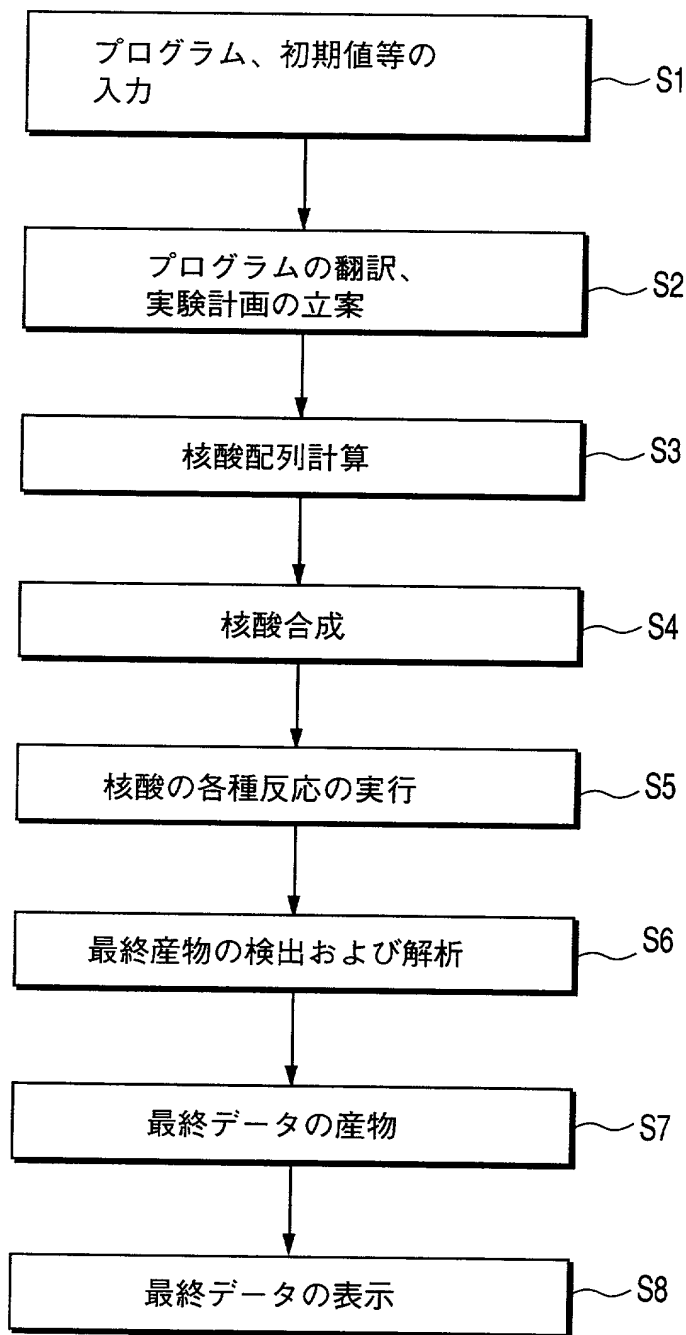 プログラム、初期値等の
入力
S1
プログラムの翻訳、
実験計画の立案
S2
核酸配列計算
S3
核酸合成
S4
核酸の各種反応の実行
S5
最終産物の検出および解析
S6
最終データの産物
S7
最終データの表示
S8